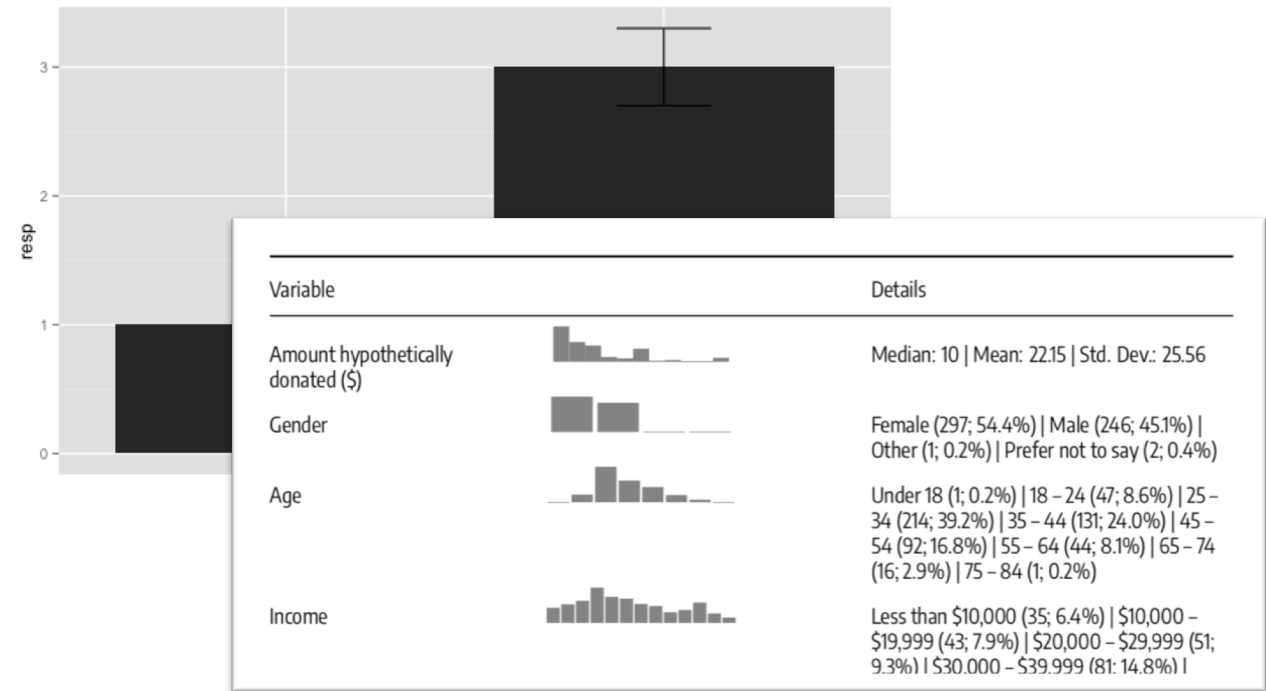 3
2
resp
1
0
Variable
Details
Amount hypothetically
donated ($)
Median: 10 | Mean: 22.15 | Std. Dev.: 25.56
Gender
Female (297; 54.4%) | Male (246; 45.1%) |
Other (1; 0.2%) | Prefer not to say (2; 0.4%)
Age
Under 18 (1; 0.2%) | 18 – 24 (47; 8.6%) | 25 –
34 (214; 39.2%) | 35 – 44 (131; 24.0%) | 45 –
54 (92; 16.8%) | 55 – 64 (44; 8.1%) | 65 – 74
(16; 2.9%) | 75 – 84 (1; 0.2%)
Income
Less than $10,000 (35; 6.4%) | $10,000 –
$19,999 (43; 7.9%) | $20,000 – $29,999 (51;
9.3%) | $30,000 – $39,999 (81; 14.8%) |